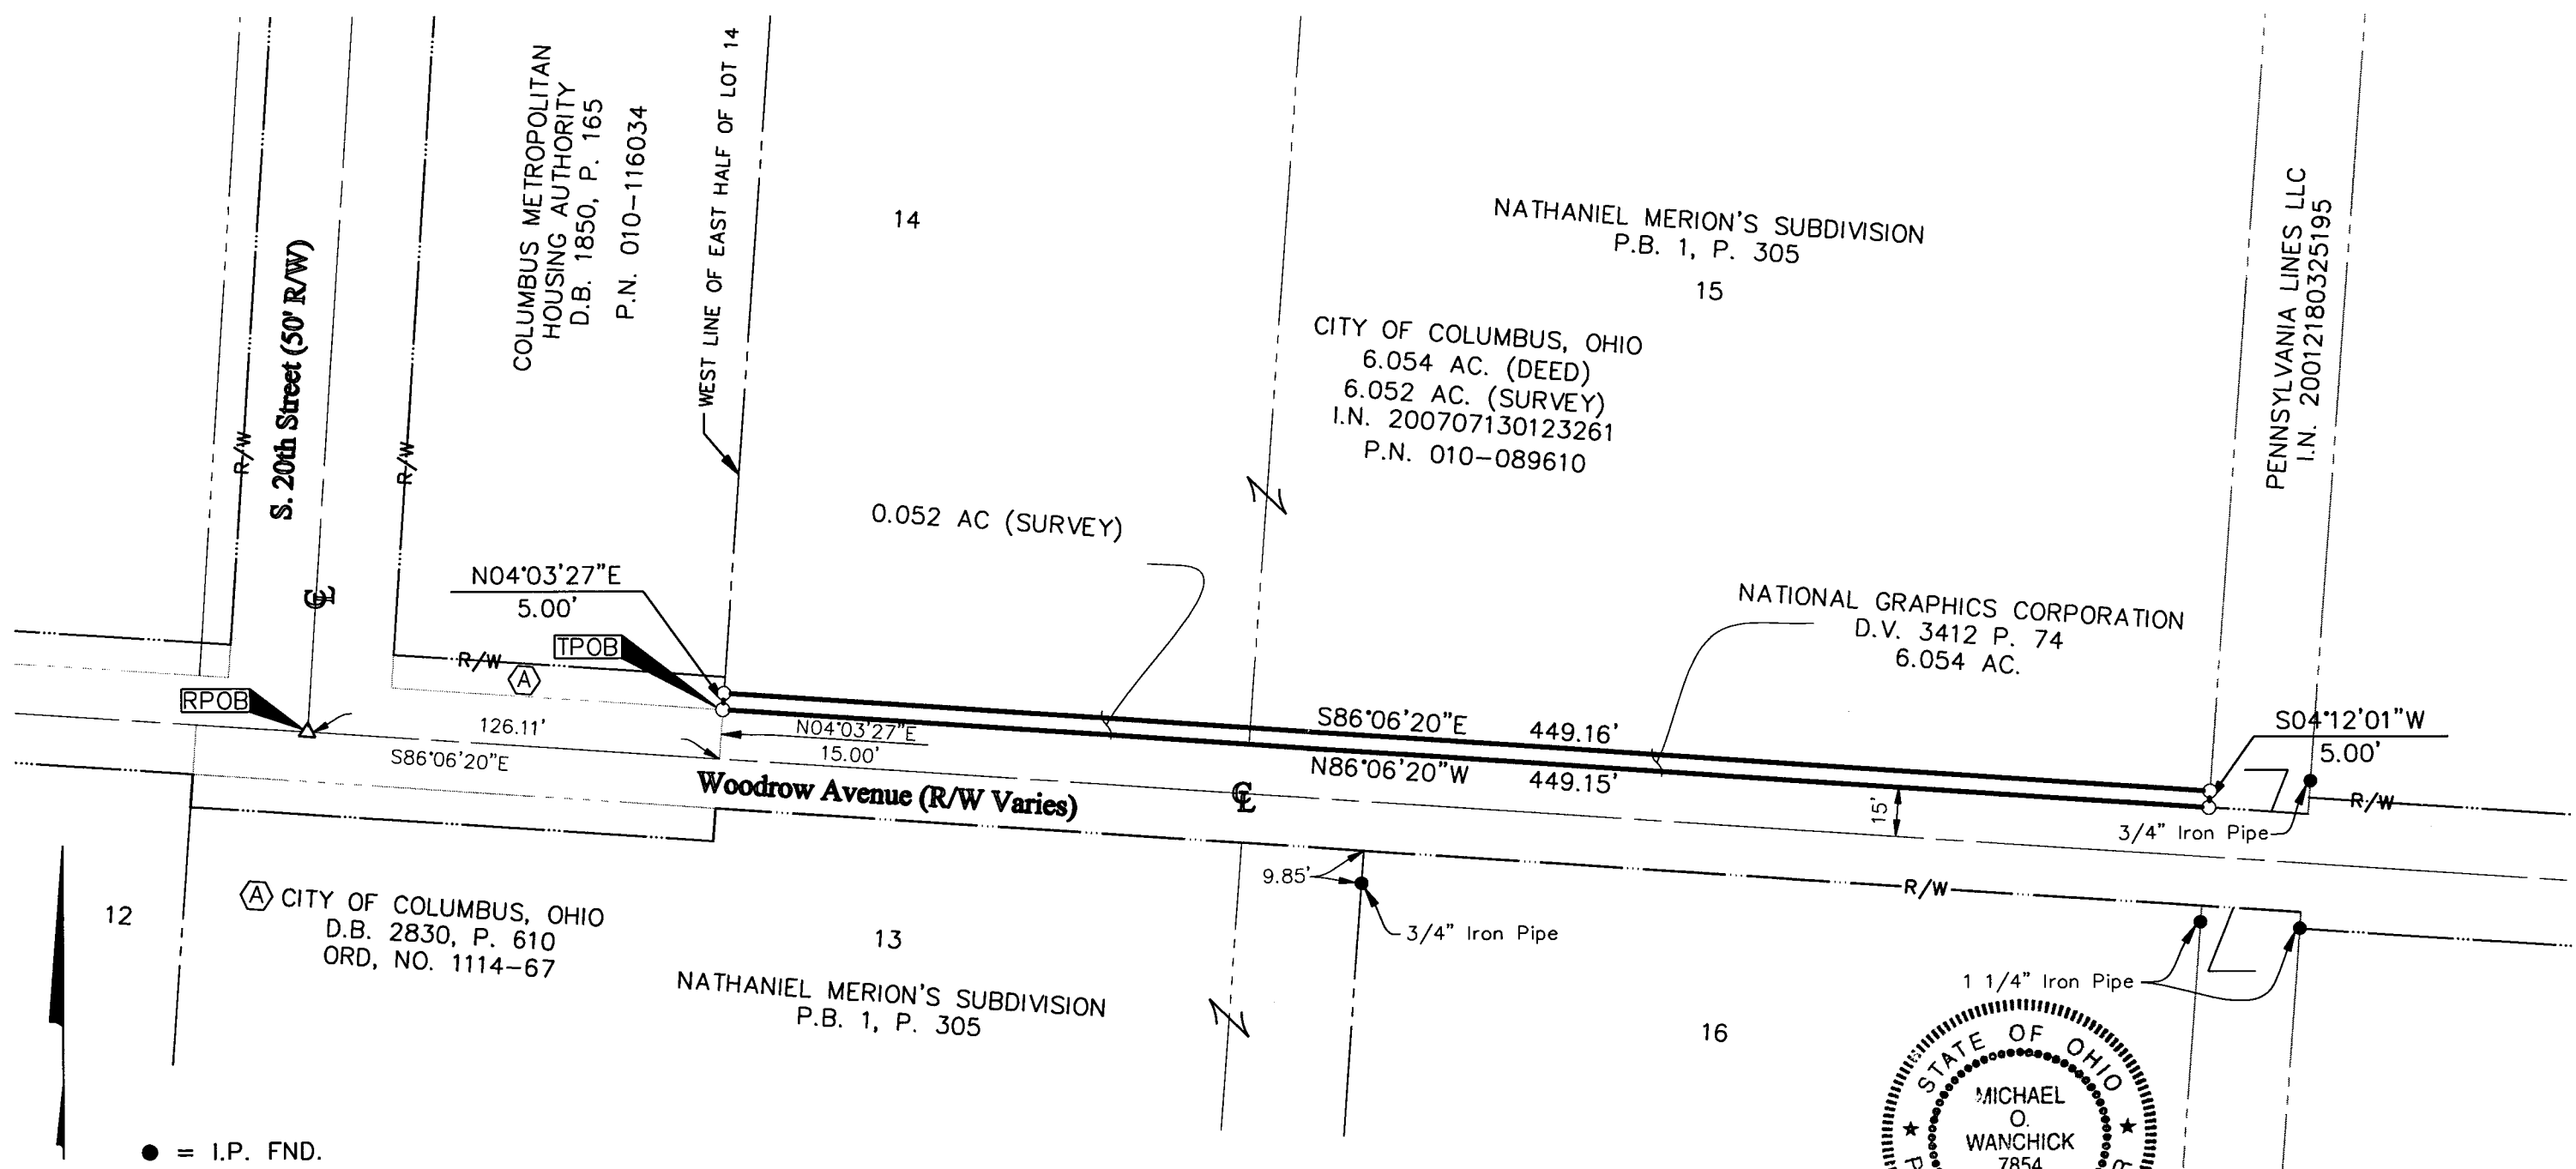 COLUMBUS METROPOLITAN
HOUSING AUTHORITY
D.B. 1850, P. 165
P.N. 010-116034
WEST LINE OF EAST HALF OF LOT 14
14
NATHANIEL MERION'S SUBDIVISION
P.B. 1, P. 305
15
PENNSYLVANIA LINES LLC
I.N. 20012180325195
S. 20th Street (50' R/W)
R/W
R/W
CITY OF COLUMBUS, OHIO
6.054 AC. (DEED)
6.052 AC. (SURVEY)
I.N. 200707130123261
P.N. 010-089610
0.052 AC (SURVEY)
N04°03'27"E
5.00'
TPOB
NATIONAL GRAPHICS CORPORATION
D.V. 3412 P. 74
6.054 AC.
R/W
A
RPOB
126.11'
S86°06'20"E
N04°03'27"E
15.00'
S86°06'20"E 449.16'
N86°06'20"W 449.15'
S04°12'01"W
5.00'
15'
R/W
3/4" Iron Pipe
Woodrow Avenue (R/W Varies)
9.85'
R/W
3/4" Iron Pipe
12
A CITY OF COLUMBUS, OHIO
D.B. 2830, P. 610
ORD, NO. 1114-67
13
NATHANIEL MERION'S SUBDIVISION
P.B. 1, P. 305
1 1/4" Iron Pipe
16
STATE OF OHIO
MICHAEL
O.
WANCHICK
7854
● = I.P. FND.